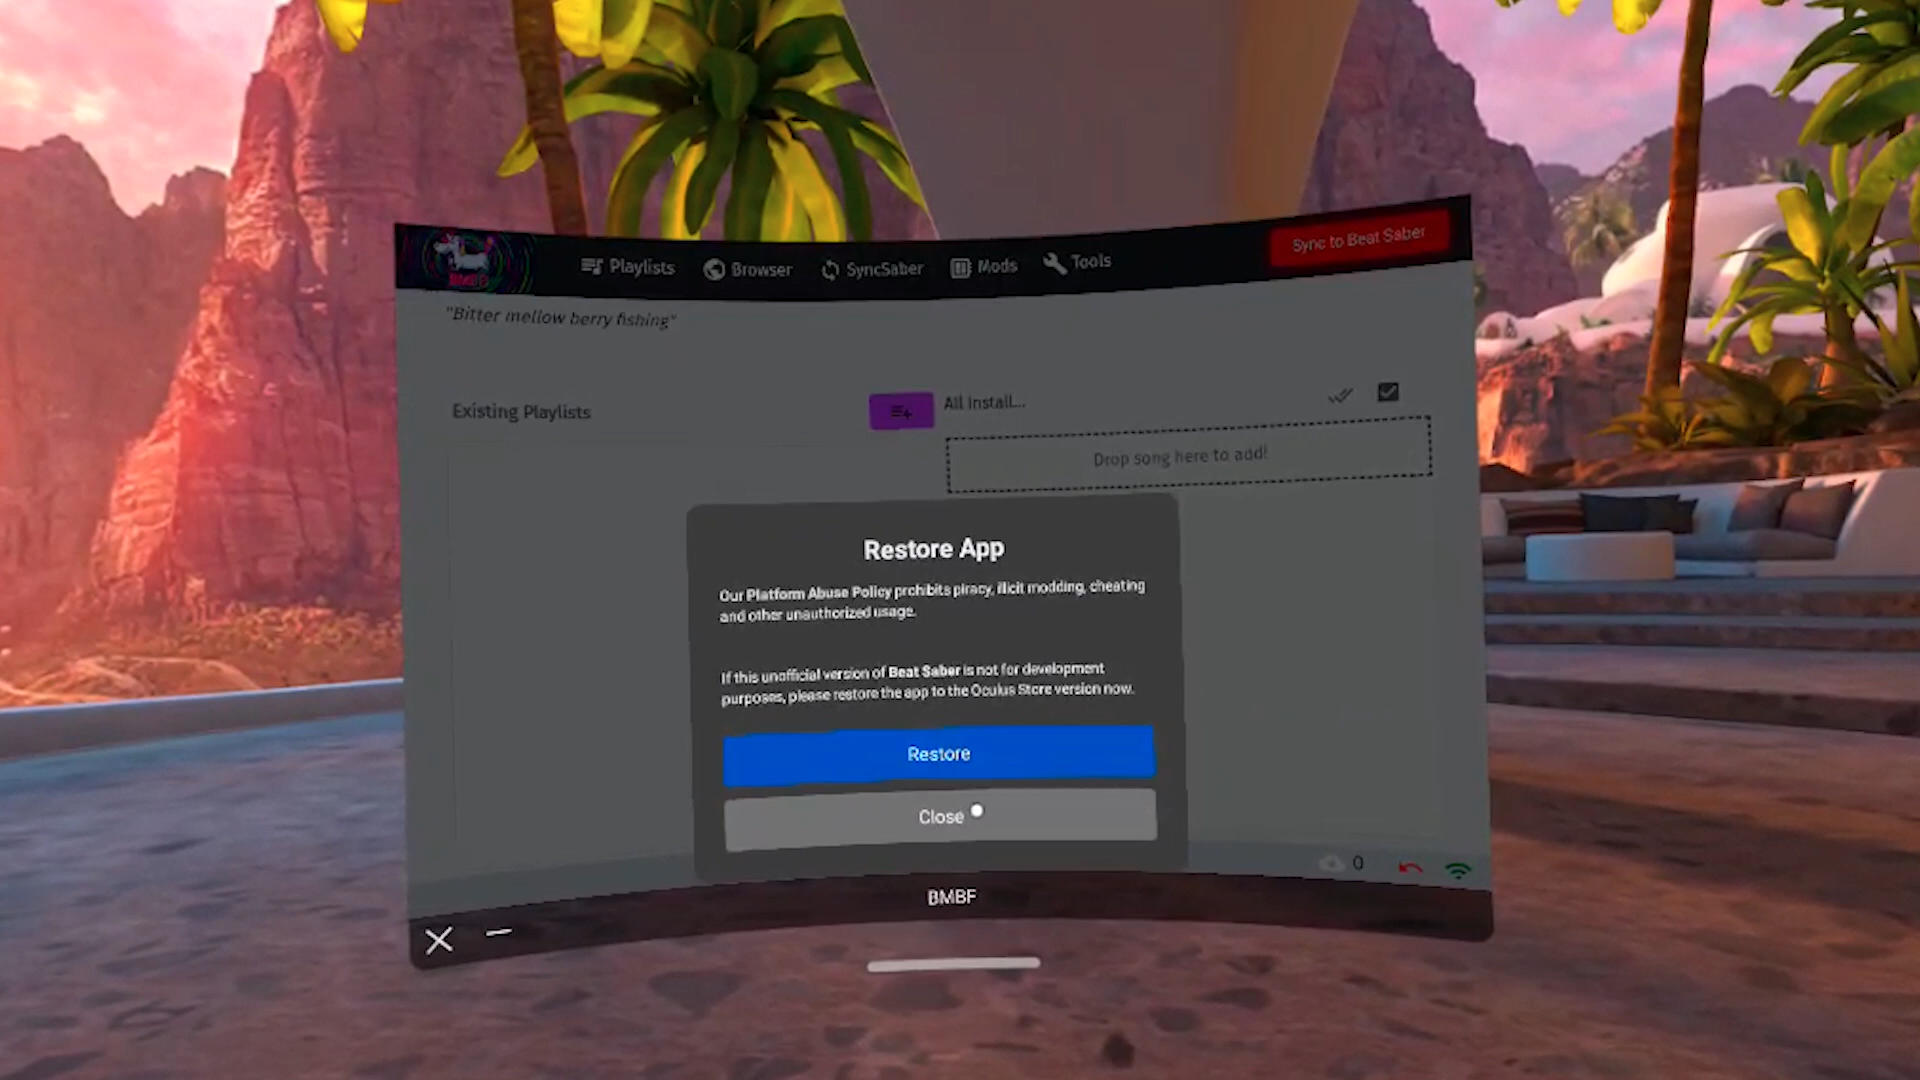 BMBF
Playlists
Browser
SyncSaber
Mods
Tools
Sync to Beat Saber
"Bitter mellow berry fishing"
Existing Playlists
All Install...
Drop song here to add!
Restore App
Our Platform Abuse Policy prohibits piracy, illicit modding, cheating
and other unauthorized usage.
If this unofficial version of Beat Saber is not for development
purposes, please restore the app to the Oculus Store version now.
Restore
Close
0
BMBF